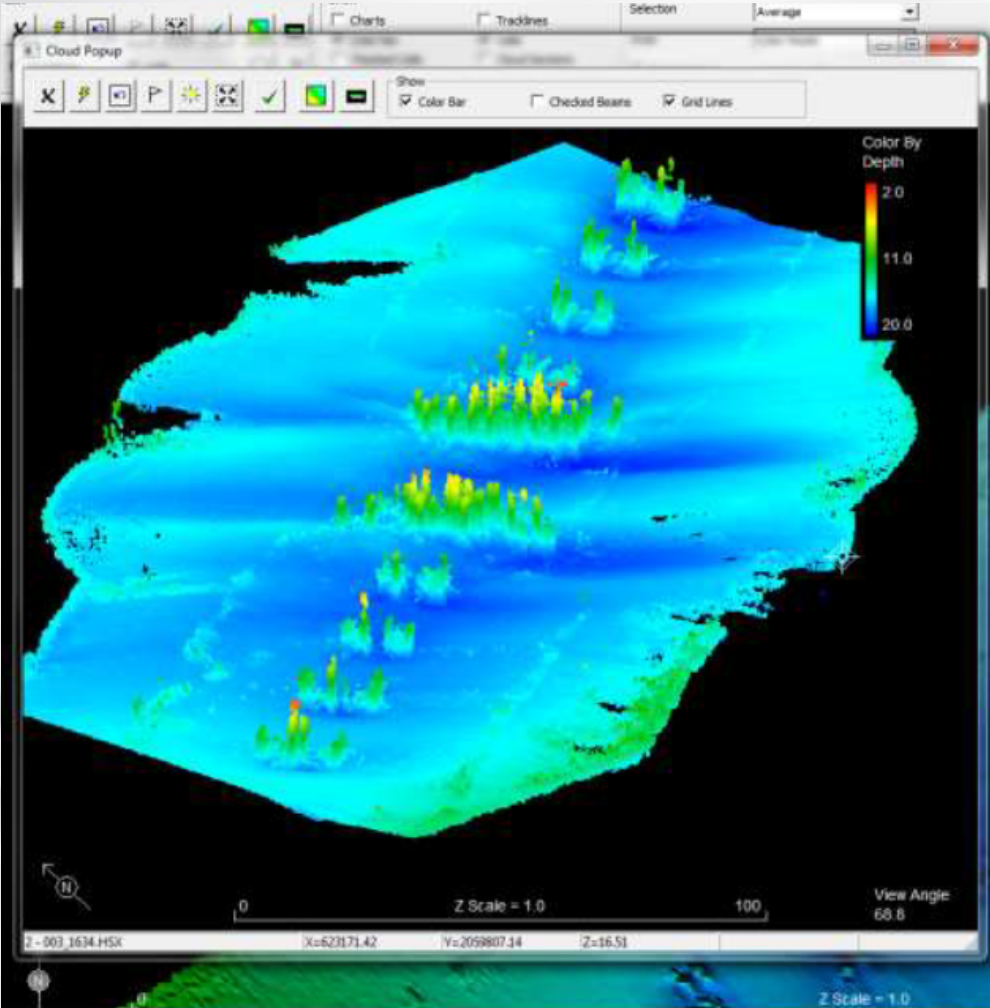 Charts
Tracklines
Selection
Average
Cloud Popup
Show
Color Bar
Checked Beams
Grid Lines
Color By
Depth
2.0
11.0
20.0
N
0
Z Scale = 1.0
100
View Angle
68.8
2 - 003_1634.HSX
X=623171.42
Y=2059807.14
Z=16.51
N
0
Z Scale = 1.0